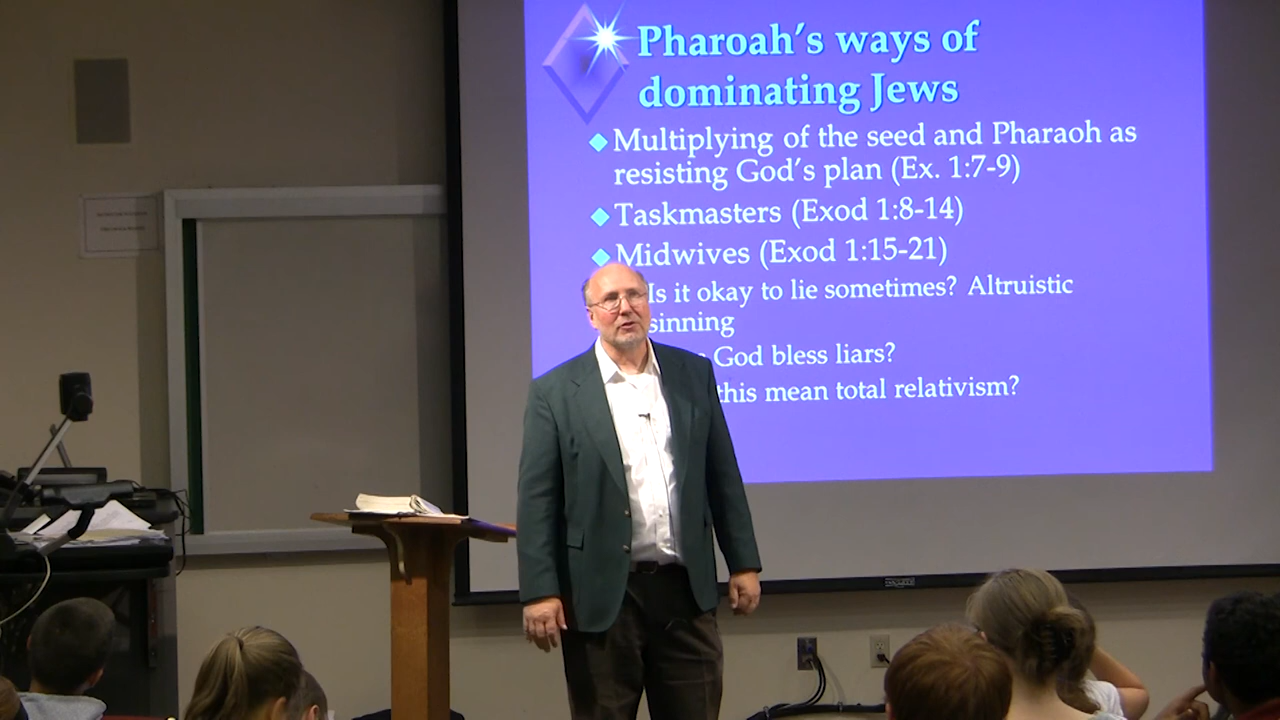 Pharoah's ways of
dominating Jews
Multiplying of the seed and Pharaoh as
resisting God's plan (Ex. 1:7-9)
Taskmasters (Exod 1:8-14)
Midwives (Exod 1:15-21)
Is it okay to lie sometimes? Altruistic
sinning
God bless liars?
this mean total relativism?